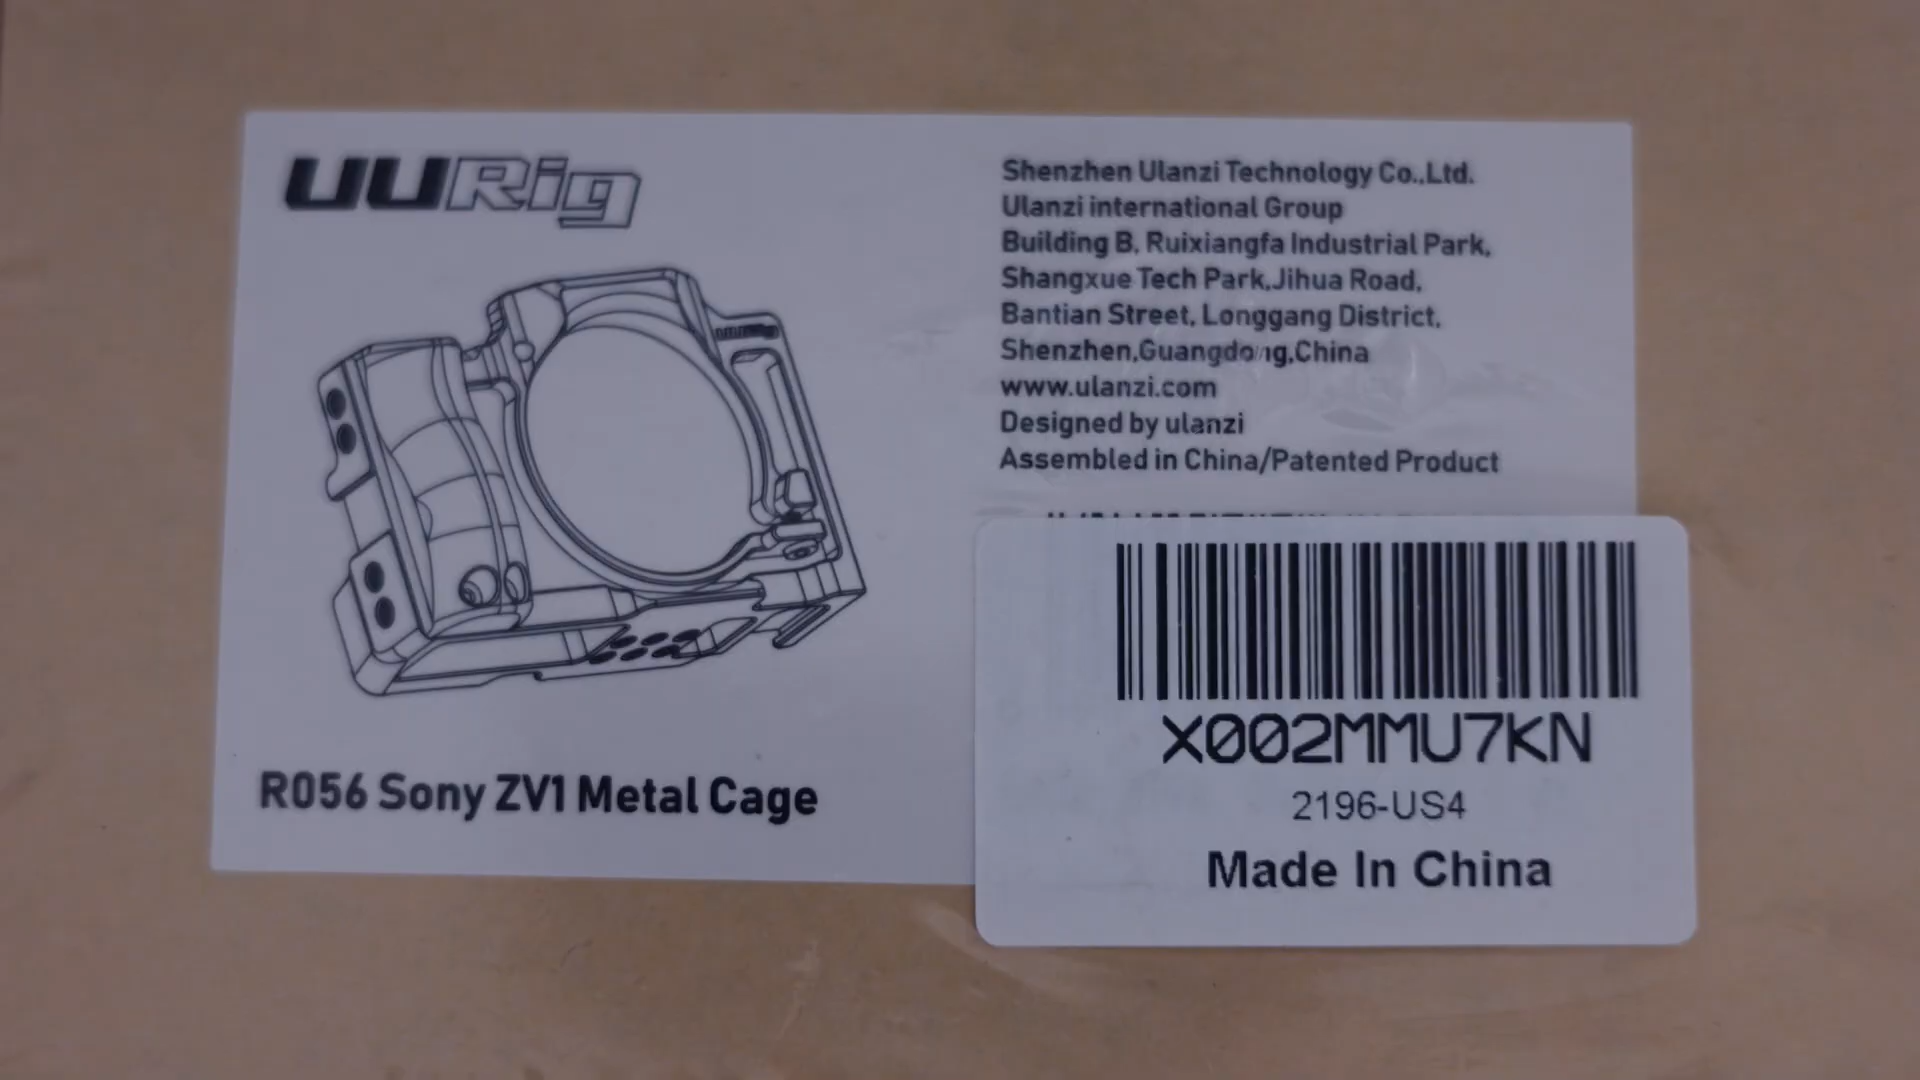 UURig
UURig
R056 Sony ZV1 Metal Cage
Shenzhen Ulanzi Technology Co.,Ltd.
Ulanzi international Group
Building B, Ruixiangfa Industrial Park,
Shangxue Tech Park,Jihua Road,
Bantian Street, Longgang District,
Shenzhen,Guangdong,China
www.ulanzi.com
Designed by ulanzi
Assembled in China/Patented Product
X002MMU7KN
2196-US4
Made In China